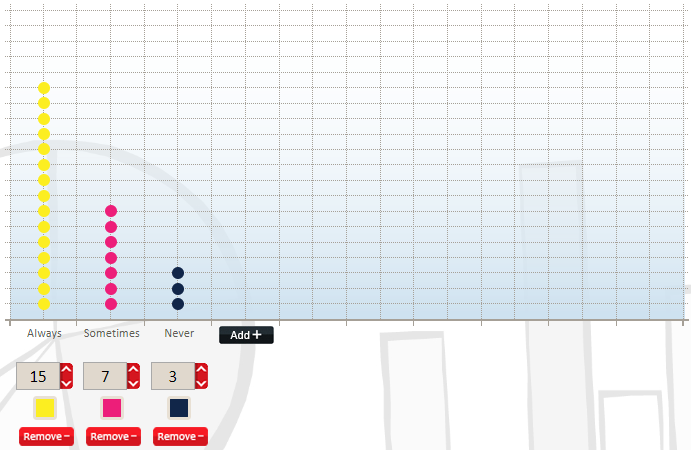 Always Sometimes Never Add+
15 7 3
Remove− Remove− Remove−